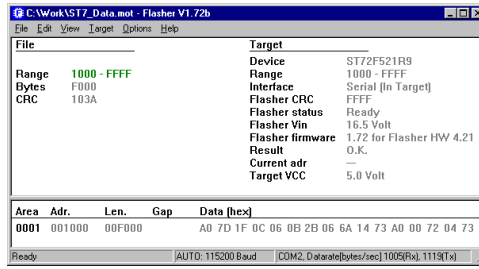 C:\Work\ST7_Data.mot - Flasher V1.72b
File Edit View Target Options Help
File
Range 1000 - FFFF
Bytes F000
CRC 103A
Target
Device ST72F521R9
Range 1000 - FFFF
Interface Serial (In Target)
Flasher CRC FFFF
Flasher status Ready
Flasher Vin 16.5 Volt
Flasher firmware 1.72 for Flasher HW 4.21
Result O.K.
Current adr —
Target VCC 5.0 Volt
Area Adr. Len. Gap Data (hex)
0001 001000 00F000 A0 7D 1F 0C 06 0B 2B 06 6A 14 73 A0 00 72 04 73
Ready AUTO: 115200 Baud COM2, Datarate[bytes/sec] 1005(Rx), 1119(Tx)